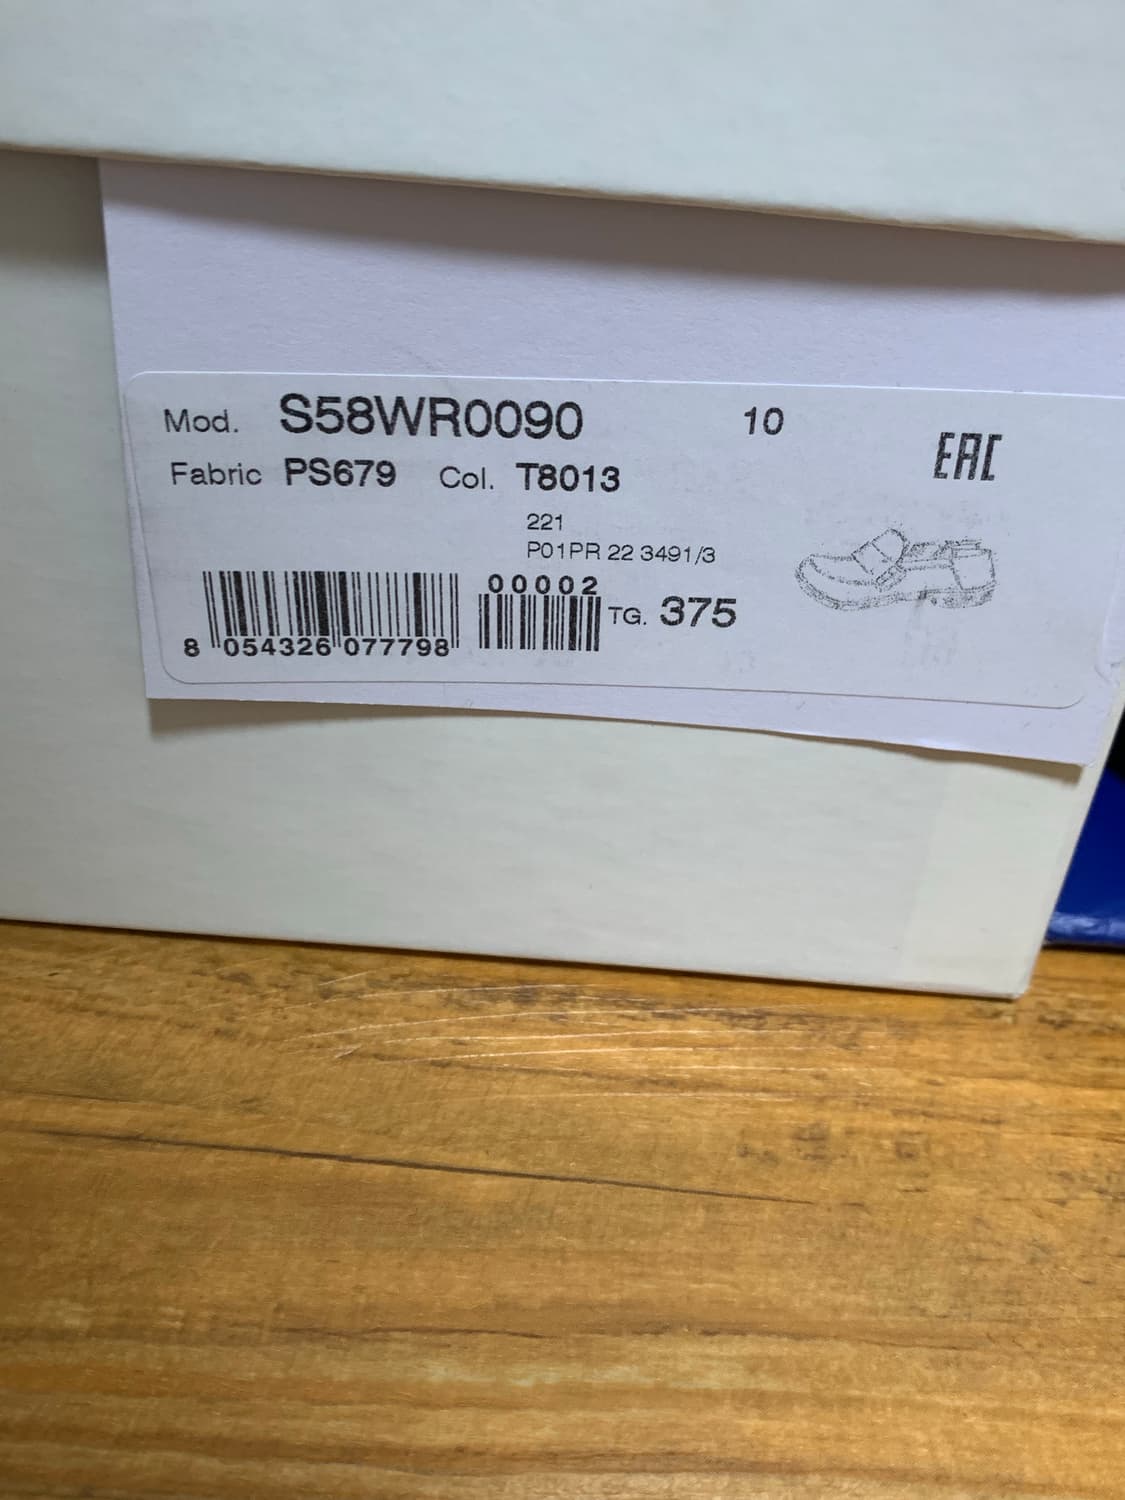 Mod. S58WR0090 10
EAC
Fabric PS679 Col. T8013
221
P01PR 22 3491/3
00002
TG. 375
8 054326 077798